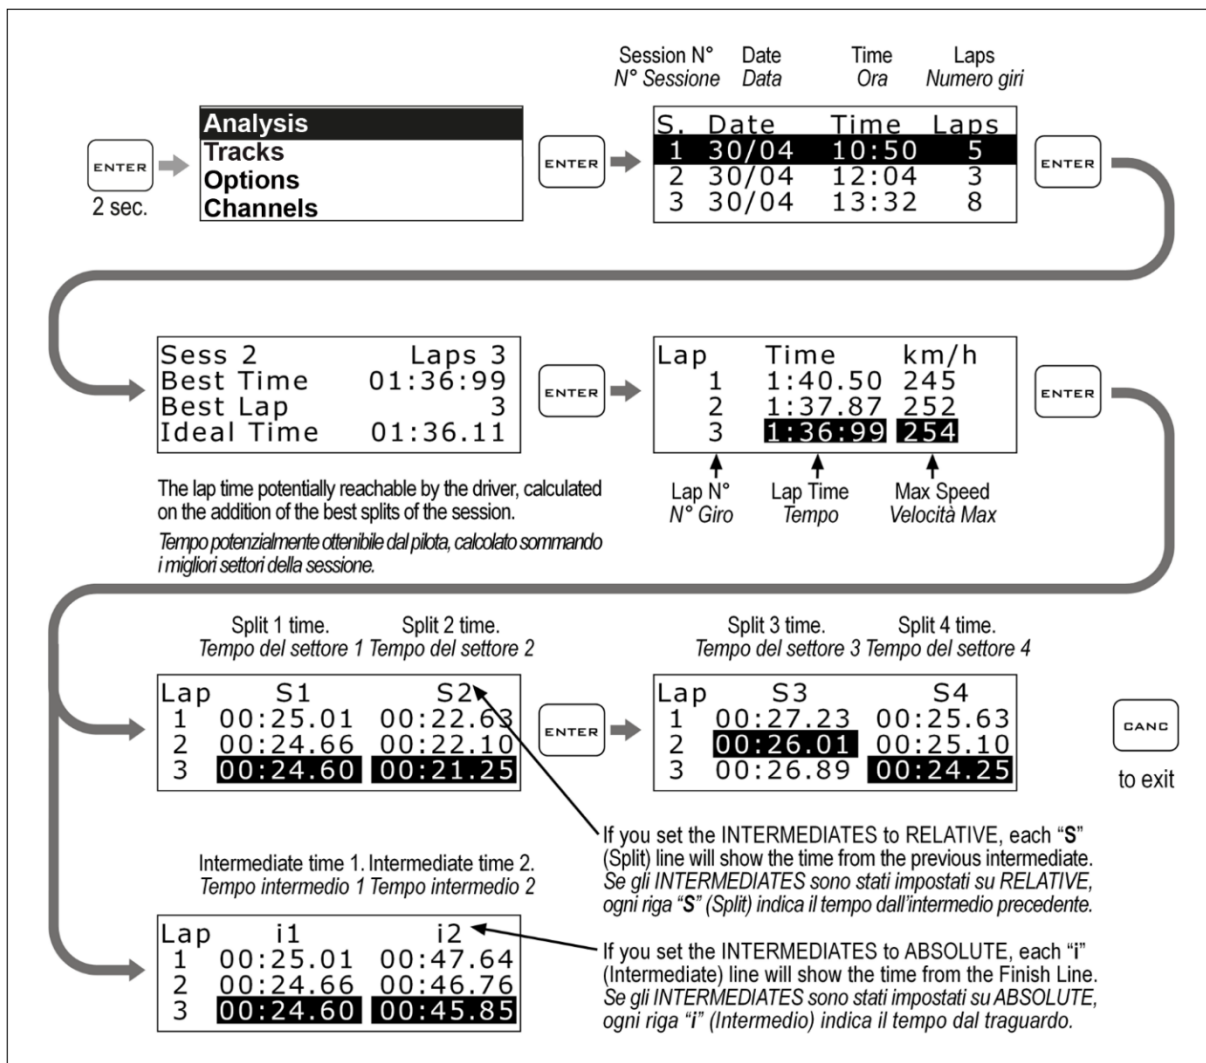 Session N° Date Time Laps
N° Sessione Data Ora Numero giri
ENTER
2 sec.
Analysis
Tracks
Options
Channels
ENTER
S. Date Time Laps
1 30/04 10:50 5
2 30/04 12:04 3
3 30/04 13:32 8
ENTER
Sess 2 Laps 3
Best Time 01:36:99
Best Lap 3
Ideal Time 01:36.11
The lap time potentially reachable by the driver, calculated
on the addition of the best splits of the session.
Tempo potenzialmente ottenibile dal pilota, calcolato sommando
i migliori settori della sessione.
ENTER
Lap Time km/h
1 1:40.50 245
2 1:37.87 252
3 1:36:99 254
Lap N° Lap Time Max Speed
N° Giro Tempo Velocità Max
ENTER
Split 1 time. Split 2 time.
Tempo del settore 1 Tempo del settore 2
Lap S1 S2
1 00:25.01 00:22.63
2 00:24.66 00:22.10
3 00:24.60 00:21.25
ENTER
Split 3 time. Split 4 time.
Tempo del settore 3 Tempo del settore 4
Lap S3 S4
1 00:27.23 00:25.63
2 00:26.01 00:25.10
3 00:26.89 00:24.25
CANC
to exit
If you set the INTERMEDIATES to RELATIVE, each “S”
(Split) line will show the time from the previous intermediate.
Se gli INTERMEDIATES sono stati impostati su RELATIVE,
ogni riga “S” (Split) indica il tempo dall’intermedio precedente.
Intermediate time 1. Intermediate time 2.
Tempo intermedio 1 Tempo intermedio 2
Lap i1 i2
1 00:25.01 00:47.64
2 00:24.66 00:46.76
3 00:24.60 00:45.85
If you set the INTERMEDIATES to ABSOLUTE, each “i”
(Intermediate) line will show the time from the Finish Line.
Se gli INTERMEDIATES sono stati impostati su ABSOLUTE,
ogni riga “i” (Intermedio) indica il tempo dal traguardo.